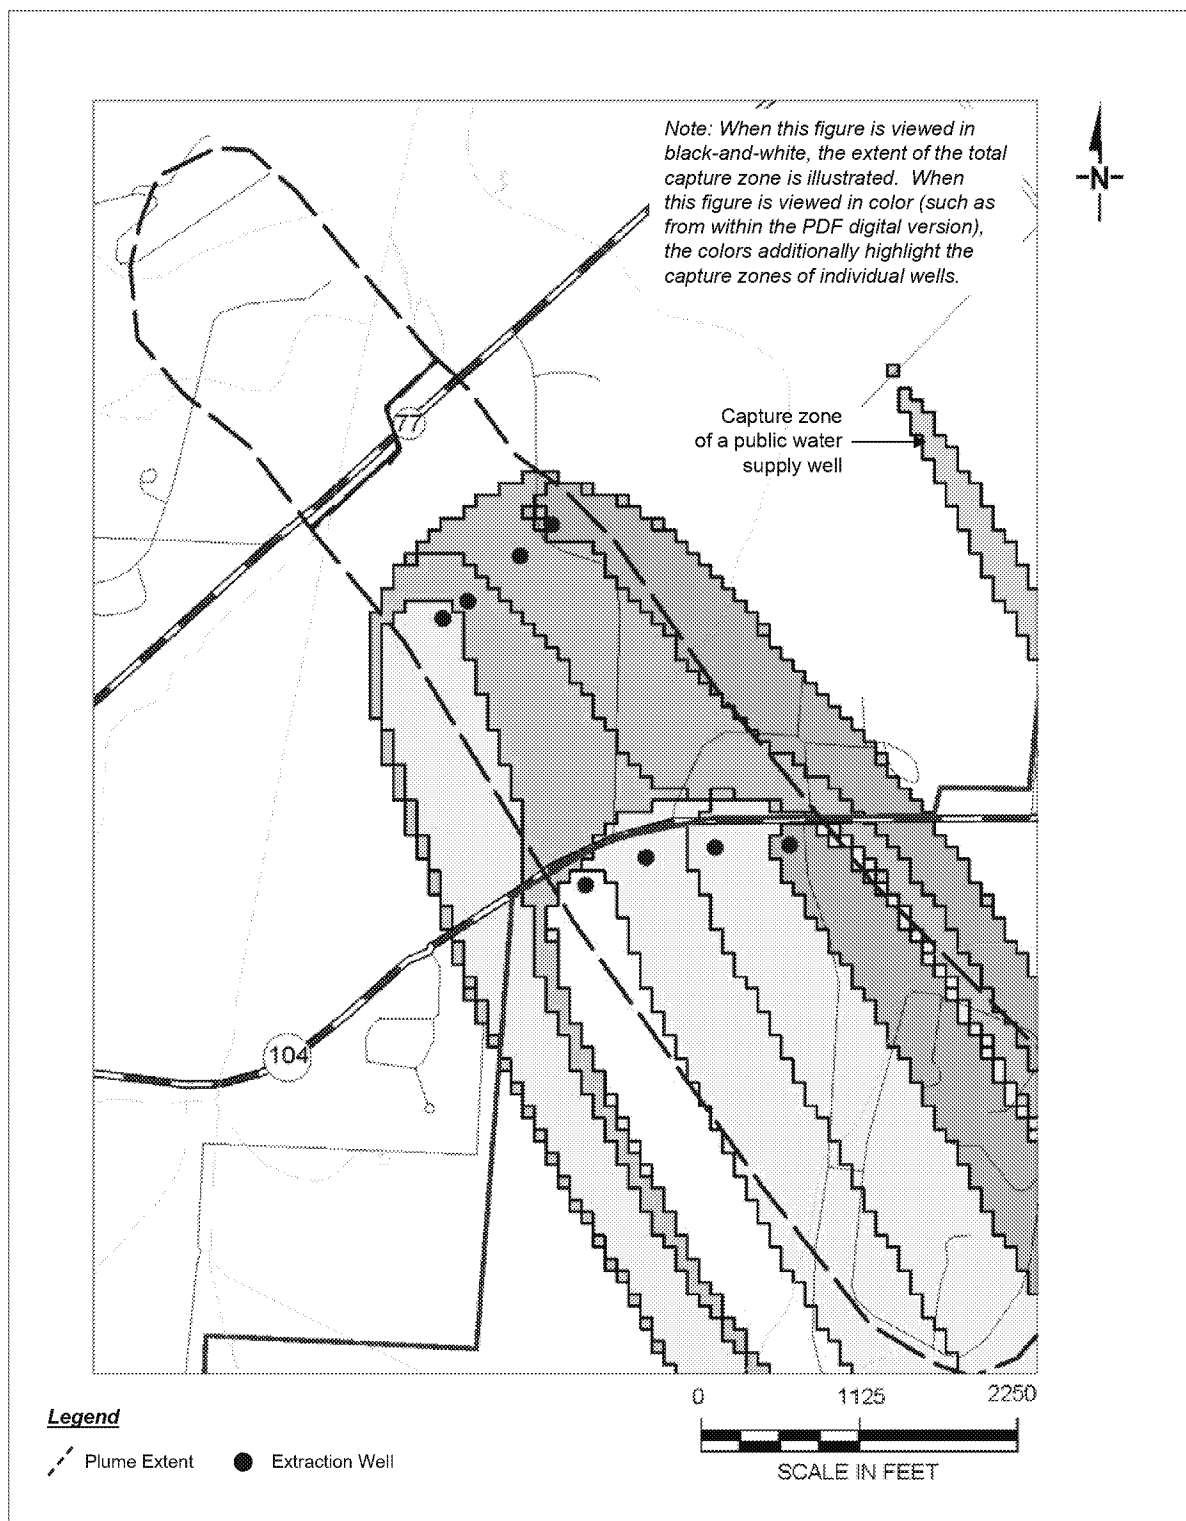 Note: When this figure is viewed in
black-and-white, the extent of the total
capture zone is illustrated. When
this figure is viewed in color (such as
from within the PDF digital version),
the colors additionally highlight the
capture zones of individual wells.
N
77
Capture zone
of a public water
supply well
104
0 1125 2250
SCALE IN FEET
Legend
Plume Extent
Extraction Well